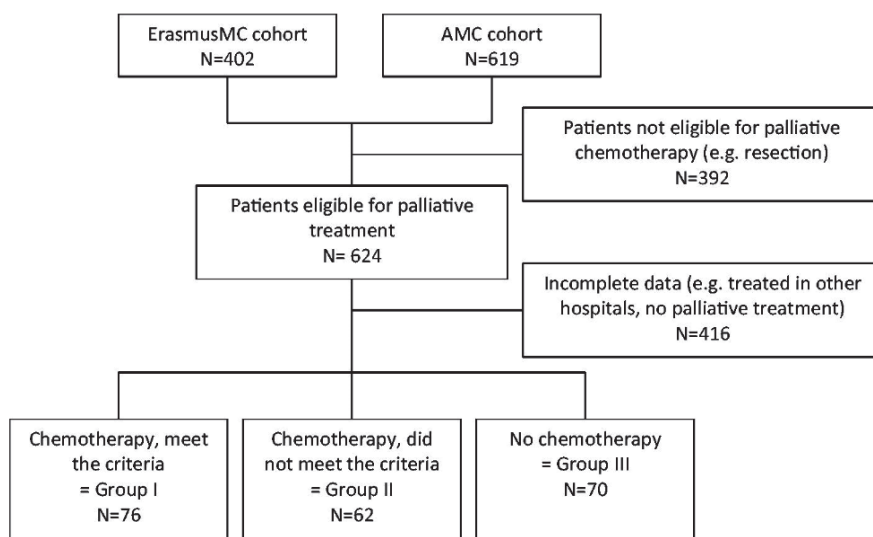 ErasmusMC cohort
N=402
AMC cohort
N=619
Patients not eligible for palliative
chemotherapy (e.g. resection)
N=392
Patients eligible for palliative
treatment
N= 624
Incomplete data (e.g. treated in other
hospitals, no palliative treatment)
N=416
Chemotherapy, meet
the criteria
= Group I
N=76
Chemotherapy, did
not meet the criteria
= Group II
N=62
No chemotherapy
= Group III
N=70